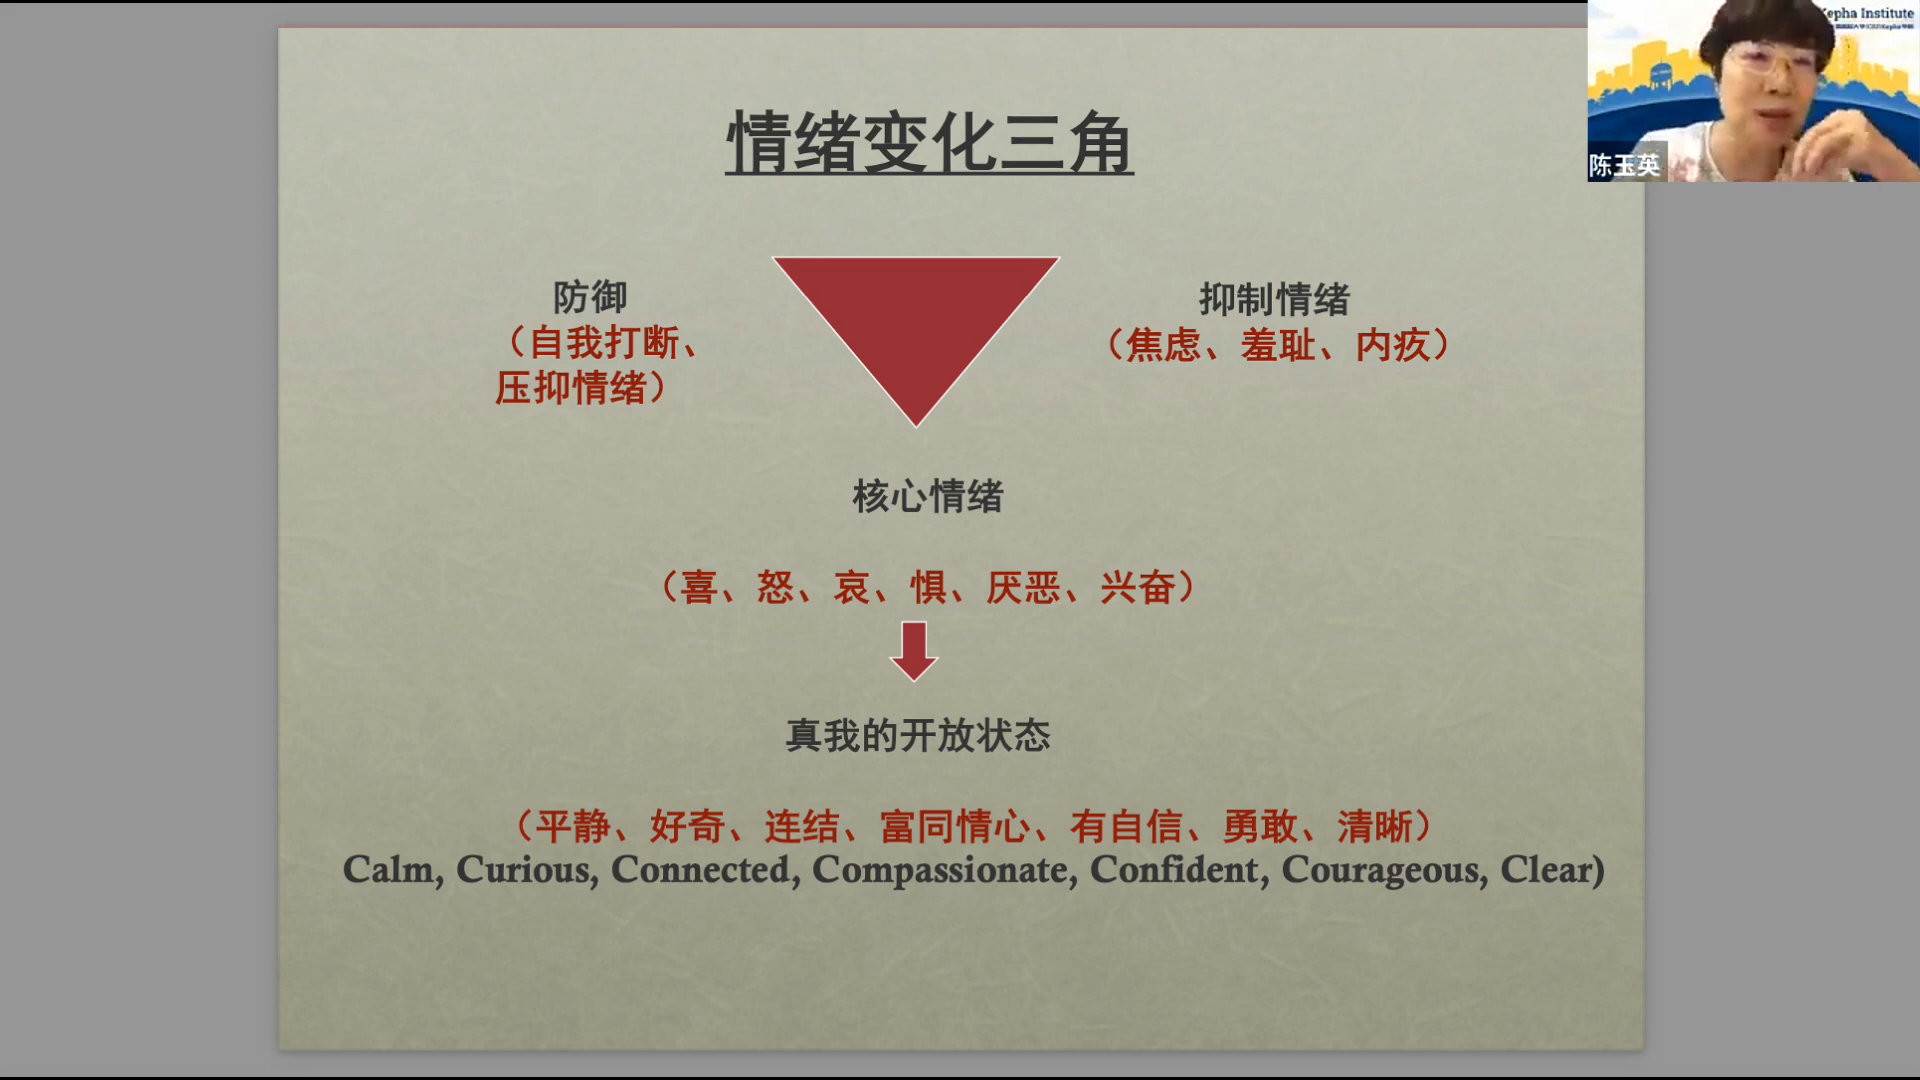 情绪变化三角
防御
（自我打断、
压抑情绪）
抑制情绪
（焦虑、羞耻、内疚）
核心情绪
（喜、怒、哀、惧、厌恶、兴奋）
真我的开放状态
（平静、好奇、连结、富同情心、有自信、勇敢、清晰）
Calm, Curious, Connected, Compassionate, Confident, Courageous, Clear)
Kepha Institute
陈玉英